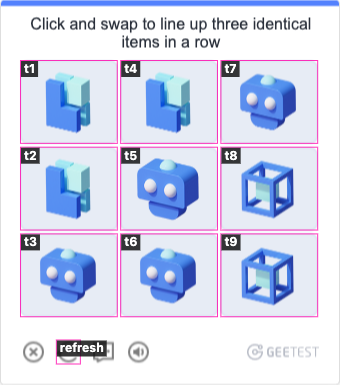 Click and swap to line up three identical
items in a row
t1 t4 t7
t2 t5 t8
t3 t6 t9
refresh
GEETEST